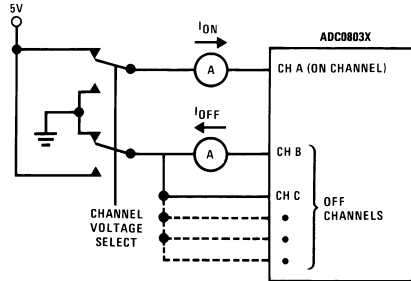 5V
ION
ADC0803X
A
CH A (ON CHANNEL)
IOFF
A
CH B
CH C
OFF
CHANNELS
CHANNEL
VOLTAGE
SELECT